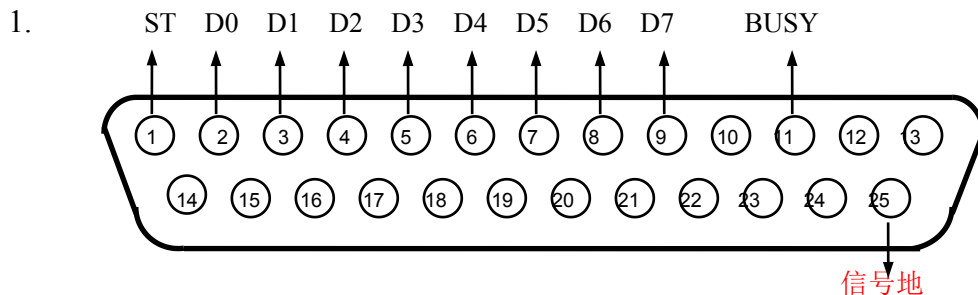 1. ST D0 D1 D2 D3 D4 D5 D6 D7 BUSY
1 2 3 4 5 6 7 8 9 10 11 12 13
14 15 16 17 18 19 20 21 22 23 24 25
信号地